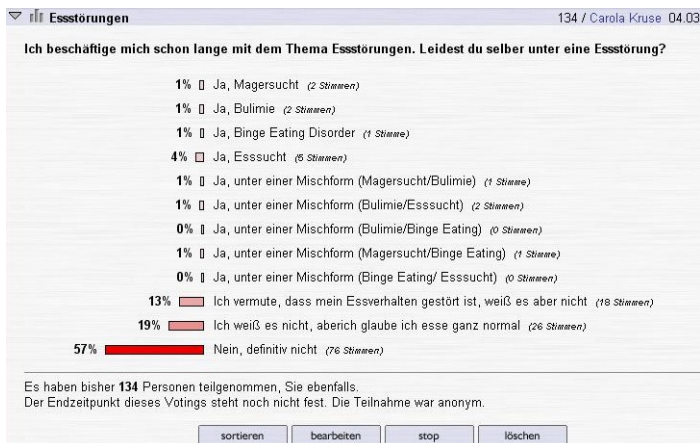 Essstörungen 134 / Carola Kruse 04.03
Ich beschäftige mich schon lange mit dem Thema Essstörungen. Leidest du selber unter eine Essstörung?
1% Ja, Magersucht (2 Stimmen)
1% Ja, Bulimie (2 Stimmen)
1% Ja, Binge Eating Disorder (1 Stimme)
4% Ja, Esssucht (5 Stimmen)
1% Ja, unter einer Mischform (Magersucht/Bulimie) (1 Stimme)
1% Ja, unter einer Mischform (Bulimie/Esssucht) (2 Stimmen)
0% Ja, unter einer Mischform (Bulimie/Binge Eating) (0 Stimmen)
1% Ja, unter einer Mischform (Magersucht/Binge Eating) (1 Stimme)
0% Ja, unter einer Mischform (Binge Eating/ Esssucht) (0 Stimmen)
13% Ich vermute, dass mein Essverhalten gestört ist, weiß es aber nicht (18 Stimmen)
19% Ich weiß es nicht, aberich glaube ich esse ganz normal (26 Stimmen)
57% Nein, definitiv nicht (76 Stimmen)
Es haben bisher 134 Personen teilgenommen, Sie ebenfalls.
Der Endzeitpunkt dieses Votings steht noch nicht fest. Die Teilnahme war anonym.
sortieren bearbeiten stop löschen